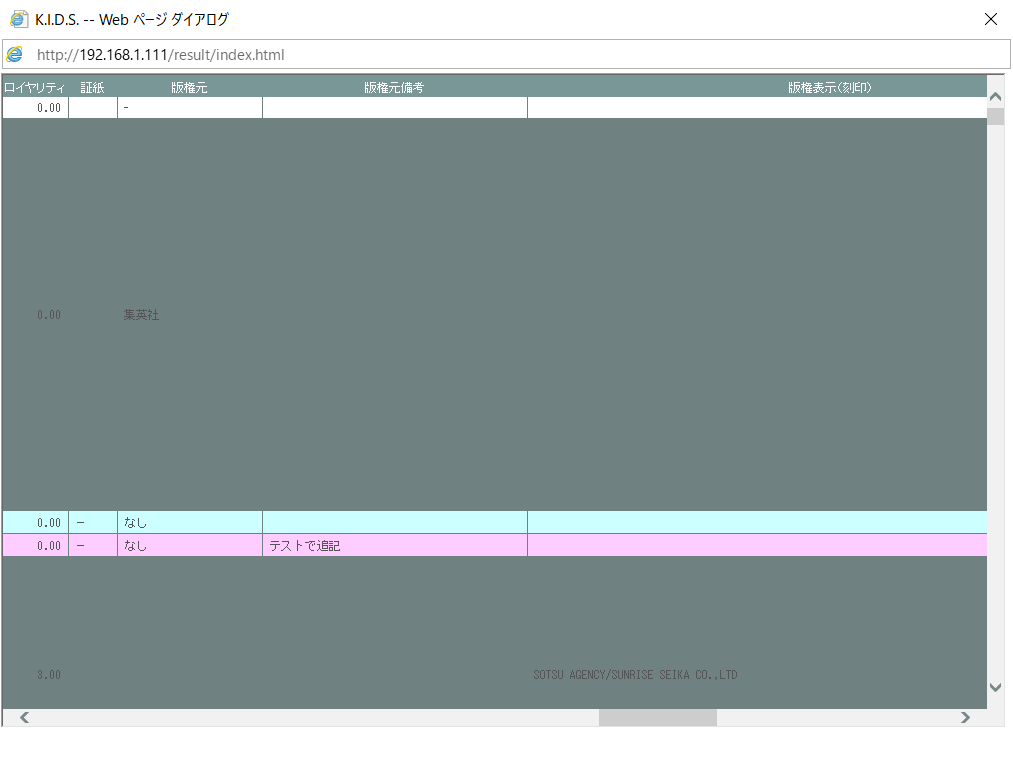 K.I.D.S. -- Web ページ ダイアログ
http://192.168.1.111/result/index.html
ロイヤリティ 証紙 版権元 版権元備考 版権表示(刻印)
0.00 -
0.00 集英社
0.00 － なし
0.00 － なし テストで追記
3.00 SOTSU AGENCY/SUNRISE SEIKA CO.,LTD